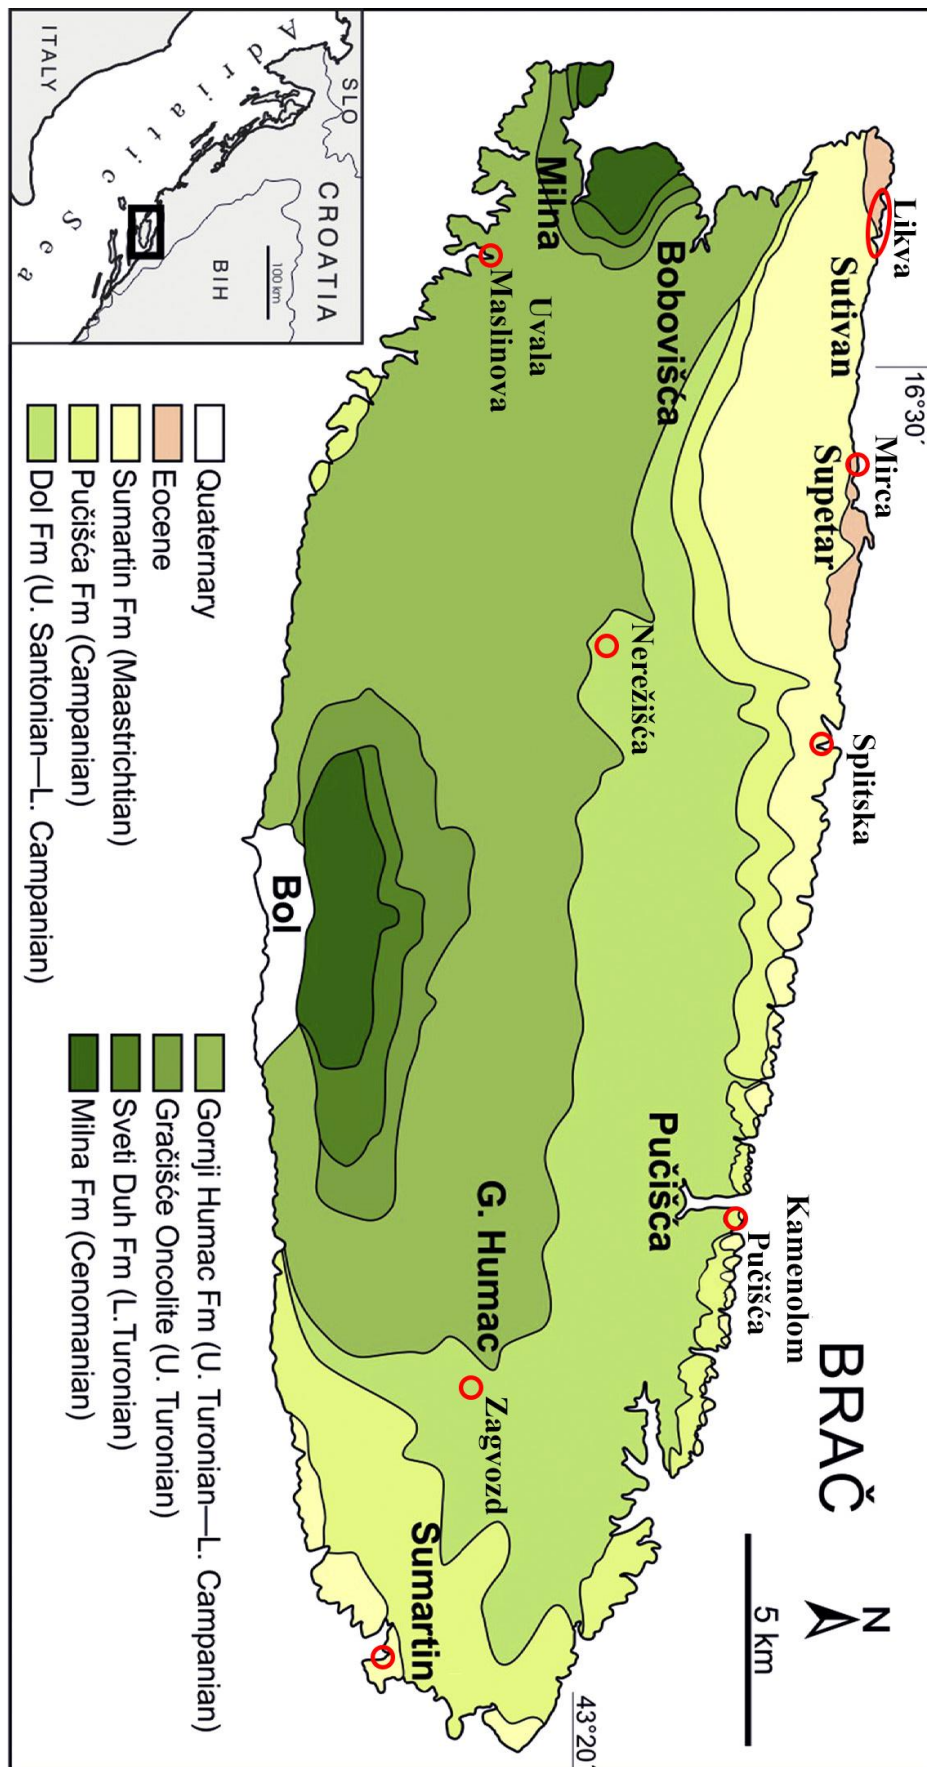 BRAČ
N
5 km
16°30´
43°20´
Likva
Sutivan
Mirca
Supetar
Splitska
Kamenolom
Pučišća
Pučišća
Milna
Bobovišća
Uvala
Maslinova
Nerežišća
G. Humac
Zagvozd
Bol
Sumartin
ITALY
SLO
CROATIA
BIH
Adriatic Sea
100 km
Quaternary
Eocene
Sumartin Fm (Maastrichtian)
Pučišća Fm (Campanian)
Dol Fm (U. Santonian—L. Campanian)
Gornji Humac Fm (U. Turonian—L. Campanian)
Gračišće Oncolite (U. Turonian)
Sveti Duh Fm (L.Turonian)
Milna Fm (Cenomanian)